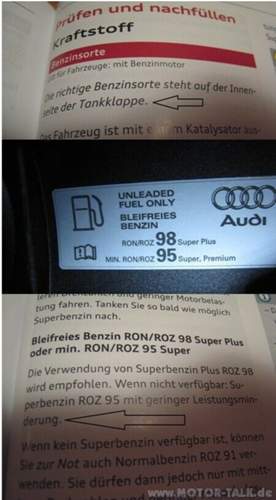 Prüfen und nachfüllen
Kraftstoff
Benzinsorte
für Fahrzeuge: mit Benzinmotor
Die richtige Benzinsorte steht auf der Innen-
seite der Tankklappe.
Das Fahrzeug ist mit einem Katalysator aus-
UNLEADED
FUEL ONLY
BLEIFREIES
BENZIN
Audi
RON/ROZ 98 Super Plus
MIN. RON/ROZ 95 Super, Premium
und geringer Motorbelas-
tung fahren. Tanken Sie so bald wie möglich
Superbenzin nach.
Bleifreies Benzin RON/ROZ 98 Super Plus
oder min. RON/ROZ 95 Super
Die Verwendung von Superbenzin Plus ROZ 98
wird empfohlen. Wenn nicht verfügbar: Su-
perbenzin ROZ 95 mit geringer Leistungsmin-
derung.
Wenn kein Superbenzin verfügbar ist, können
Sie zur Not auch Normalbenzin ROZ 91 ver-
wenden. Sie dürfen dann jedoch nur mit mitt-
www.MOTOR-TALK.de